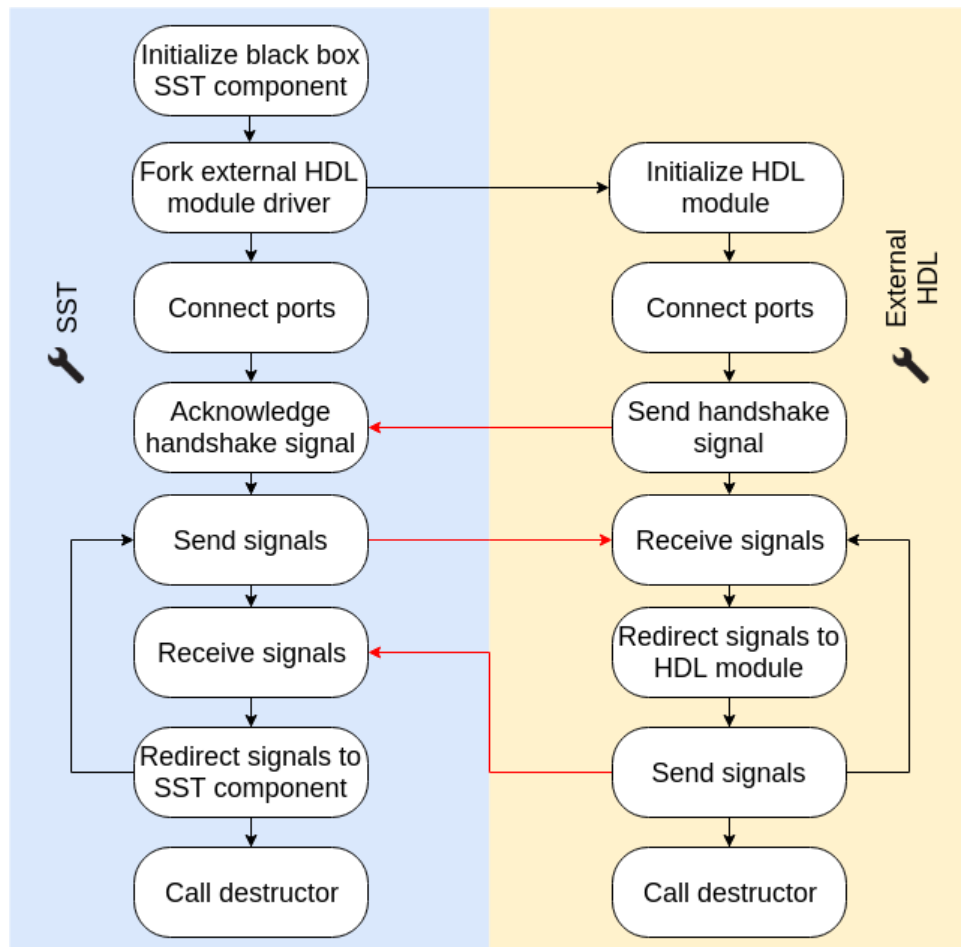 Initialize black box
SST component
Fork external HDL
module driver
Connect ports
Acknowledge
handshake signal
Send signals
Receive signals
Redirect signals to
SST component
Call destructor
SST
Initialize HDL
module
Connect ports
Send handshake
signal
Receive signals
Redirect signals to
HDL module
Send signals
Call destructor
External
HDL